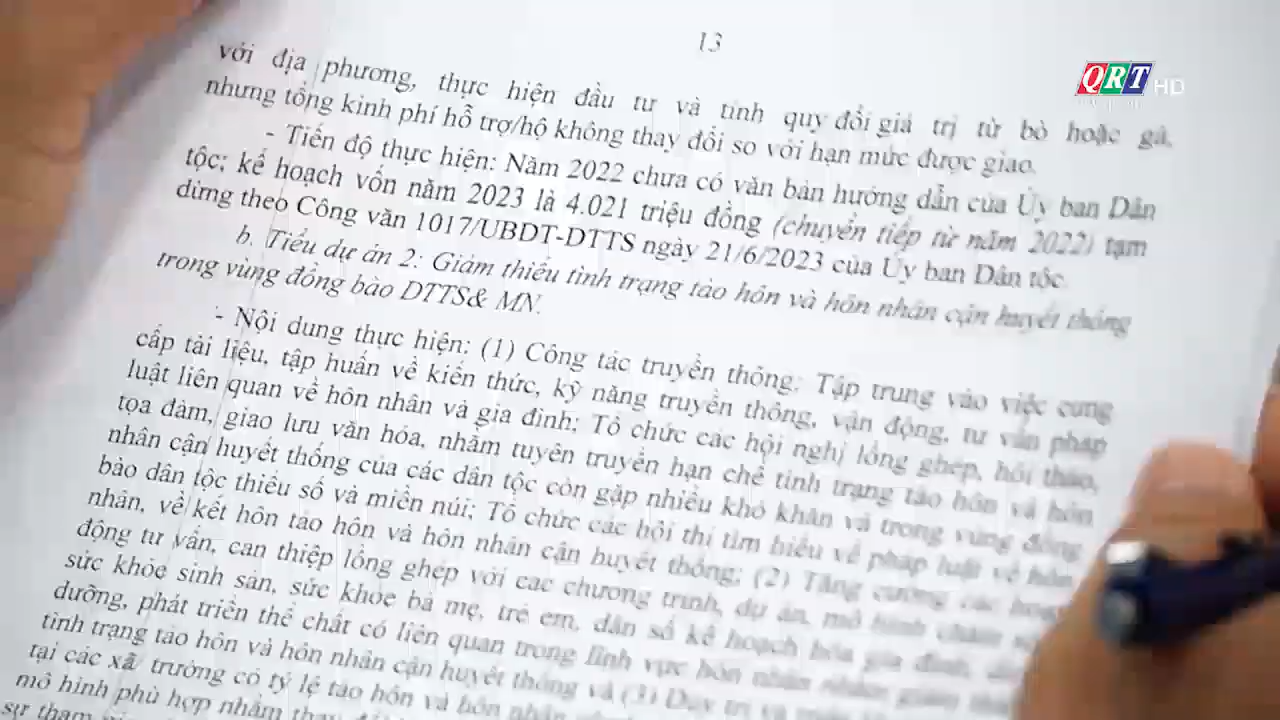 13
QRT HD
với địa phương, thực hiện đầu tư và tính quy đổi giá trị từ bò hoặc gà,
nhưng tổng kinh phí hỗ trợ/hộ không thay đổi so với hạn mức được giao.
- Tiến độ thực hiện: Năm 2022 chưa có văn bản hướng dẫn của Ủy ban Dân
tộc; kế hoạch vốn năm 2023 là 4.021 triệu đồng (chuyển tiếp từ năm 2022) tạm
dừng theo Công văn 1017/UBDT-DTTS ngày 21/6/2023 của Ủy ban Dân tộc.
b. Tiểu dự án 2: Giảm thiểu tình trạng tảo hôn và hôn nhân cận huyết thống
trong vùng đồng bào DTTS& MN.
- Nội dung thực hiện: (1) Công tác truyền thông: Tập trung vào việc cung
cấp tài liệu, tập huấn về kiến thức, kỹ năng truyền thông, vận động, tư vấn pháp
luật liên quan về hôn nhân và gia đình; Tổ chức các hội nghị lồng ghép, hội thảo,
tọa đàm, giao lưu văn hóa, nhằm tuyên truyền hạn chế tình trạng tảo hôn và hôn
nhân cận huyết thống của các dân tộc còn gặp nhiều khó khăn và trong vùng đồng
bào dân tộc thiểu số và miền núi; Tổ chức các hội thi tìm hiểu về pháp luật về hôn
nhân, về kết hôn tảo hôn và hôn nhân cận huyết thống; (2) Tăng cường các hoạt
động tư vấn, can thiệp lồng ghép với các chương trình, dự án, mô hình chăm
sức khỏe sinh sản, sức khỏe bà mẹ, trẻ em, dân số kế hoạch hóa gia đình,
dưỡng, phát triển thể chất có liên quan trong lĩnh vực hôn nhân nhằm giảm
tình trạng tảo hôn và hôn nhân cận huyết thống và (3) Duy trì và
tại các xã/ trường có tỷ lệ tảo hôn và hôn nhân
mô hình phù hợp nhằm thay
sự tham